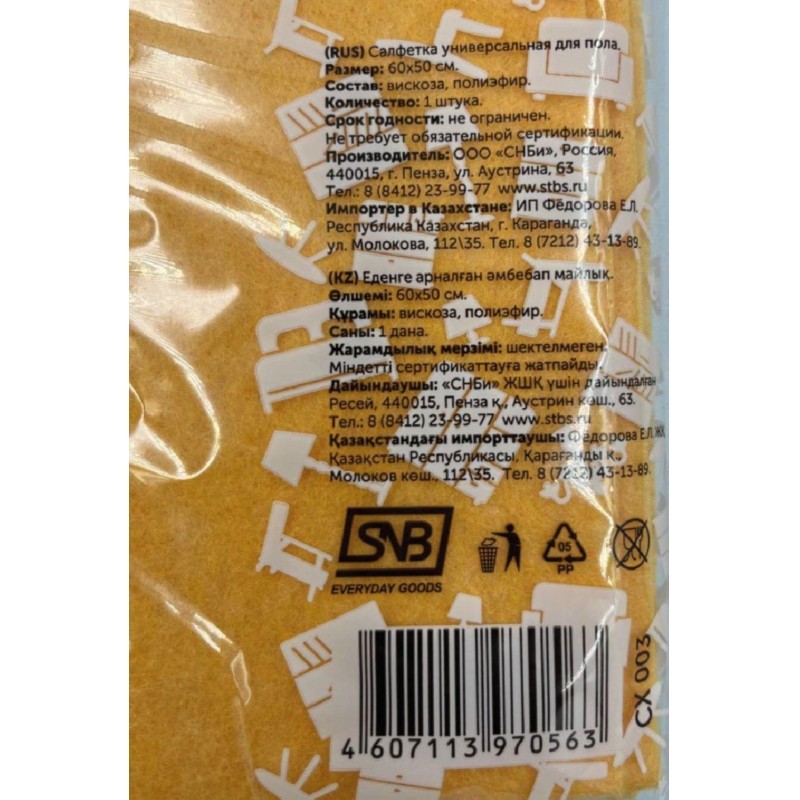 (RUS) Салфетка универсальная для пола.
Размер: 60х50 см.
Состав: вискоза, полиэфир.
Количество: 1 штука.
Срок годности: не ограничен.
Не требует обязательной сертификации.
Производитель: ООО «СНБи», Россия,
440015, г. Пенза, ул. Аустрина, 63
Тел.: 8 (8412) 23-99-77 www.stbs.ru
Импортер в Казахстане: ИП Фёдорова Е.Л.
Республика Казахстан, г. Караганда,
ул. Молокова, 112\35. Тел. 8 (7212) 43-13-89.
(KZ) Еденге арналған әмбебап майлық.
Өлшемі: 60х50 см.
Құрамы: вискоза, полиэфир.
Саны: 1 дана.
Жарамдылық мерзімі: шектелмеген.
Міндетті сертификаттауға жатпайды.
Дайындаушы: «СНБи» ЖШҚ үшін дайындалған
Ресей, 440015, Пенза қ., Аустрин көш., 63.
Тел.: 8 (8412) 23-99-77 www.stbs.ru
Қазақстандағы импорттаушы: Фёдорова Е.Л. ЖК
Қазақстан Республикасы, Қарағанды қ.,
Молоков көш., 112\35. Тел. 8 (7212) 43-13-89.
SNB
EVERYDAY GOODS
05
PP
CX 003
4 607113 970563